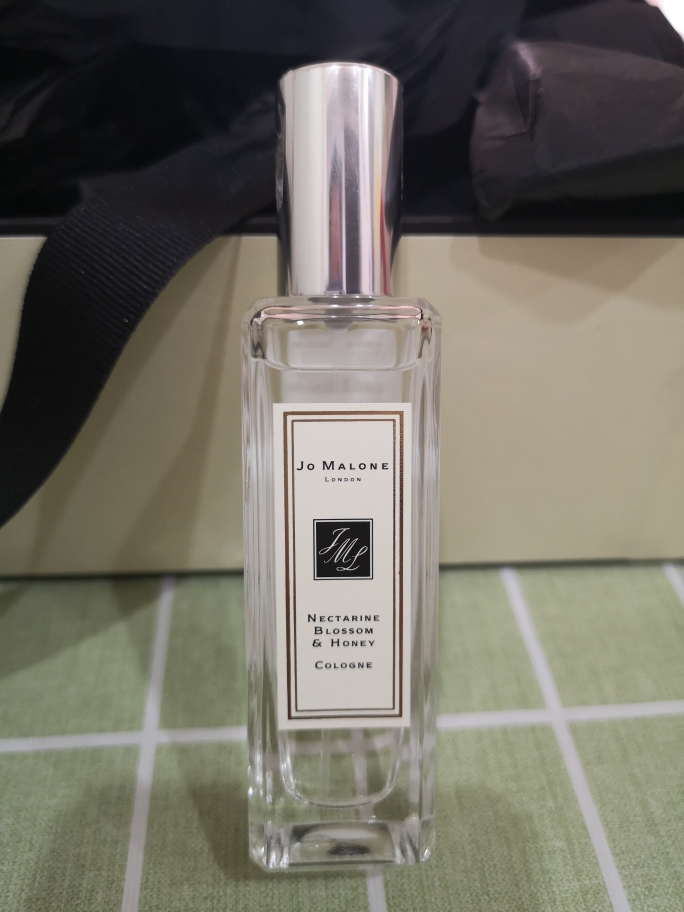 JO MALONE
LONDON
JML
NECTARINE
BLOSSOM
& HONEY
COLOGNE